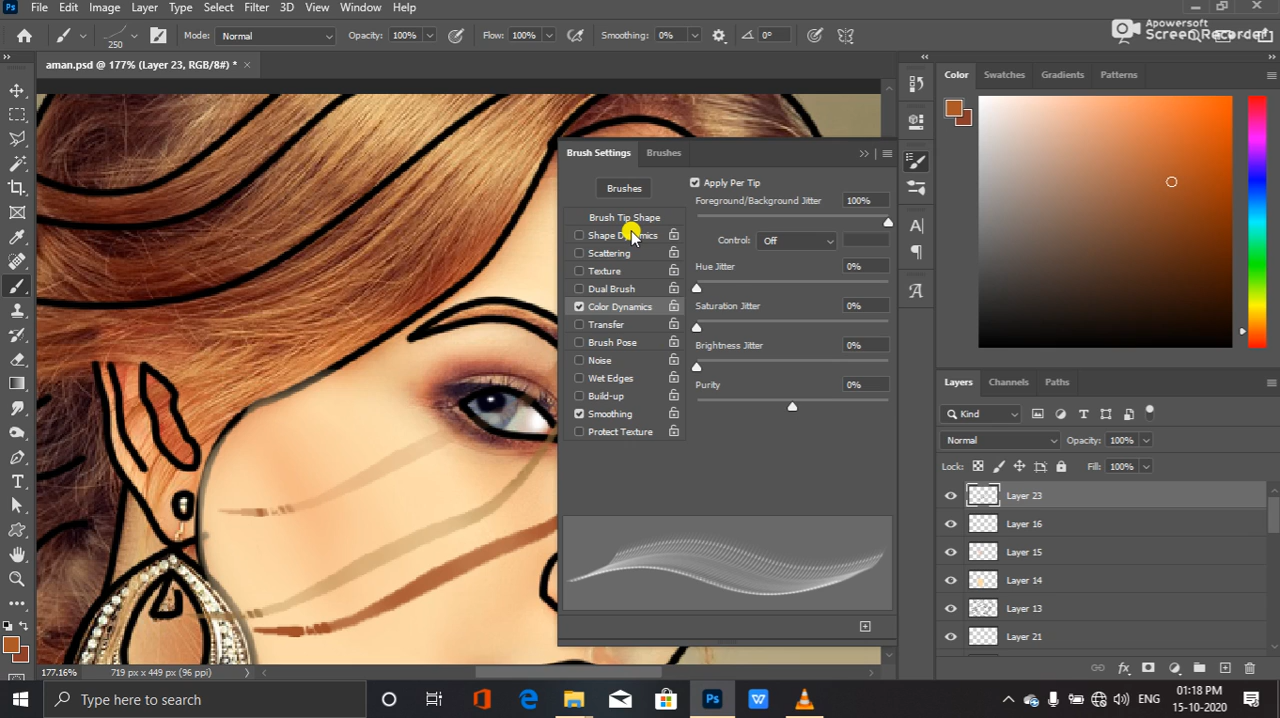 Ps File Edit Image Layer Type Select Filter 3D View Window Help
Apowersoft
Screen Recorder
250 Mode: Normal Opacity: 100% Flow: 100% Smoothing: 0% 0°
aman.psd @ 177% (Layer 23, RGB/8#) * ×
Color Swatches Gradients Patterns
Brush Settings Brushes
Brushes
Apply Per Tip
Foreground/Background Jitter 100%
Brush Tip Shape
Shape Dynamics
Control: Off
Scattering
Texture
Hue Jitter 0%
Dual Brush
Color Dynamics
Saturation Jitter 0%
Transfer
Brush Pose
Brightness Jitter 0%
Noise
Wet Edges
Purity 0%
Build-up
Smoothing
Protect Texture
Layers Channels Paths
Kind
Normal Opacity: 100%
Lock: Fill: 100%
Layer 23
Layer 16
Layer 15
Layer 14
Layer 13
Layer 21
177.16% 719 px x 449 px (96 ppi)
Type here to search
ENG
01:18 PM
15-10-2020